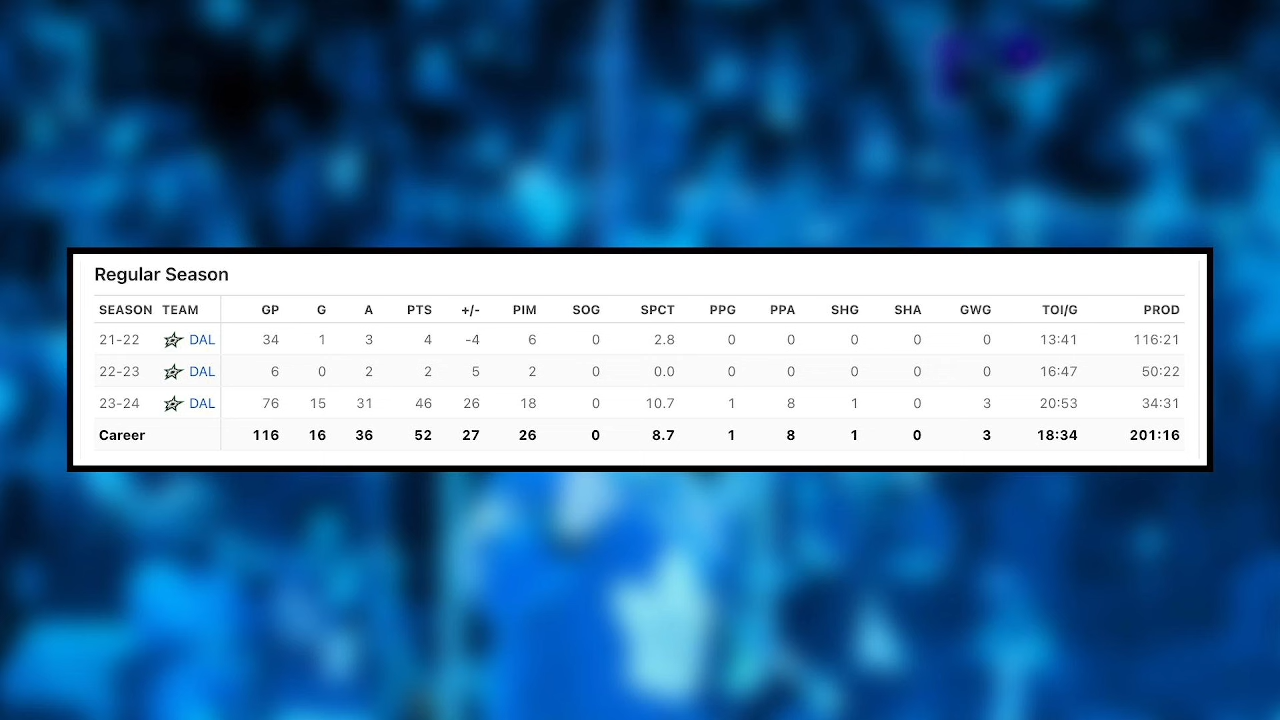 Regular Season
SEASON TEAM GP G A PTS +/- PIM SOG SPCT PPG PPA SHG SHA GWG TOI/G PROD
21-22 DAL 34 1 3 4 -4 6 0 2.8 0 0 0 0 0 13:41 116:21
22-23 DAL 6 0 2 2 5 2 0 0.0 0 0 0 0 0 16:47 50:22
23-24 DAL 76 15 31 46 26 18 0 10.7 1 8 1 0 3 20:53 34:31
Career 116 16 36 52 27 26 0 8.7 1 8 1 0 3 18:34 201:16